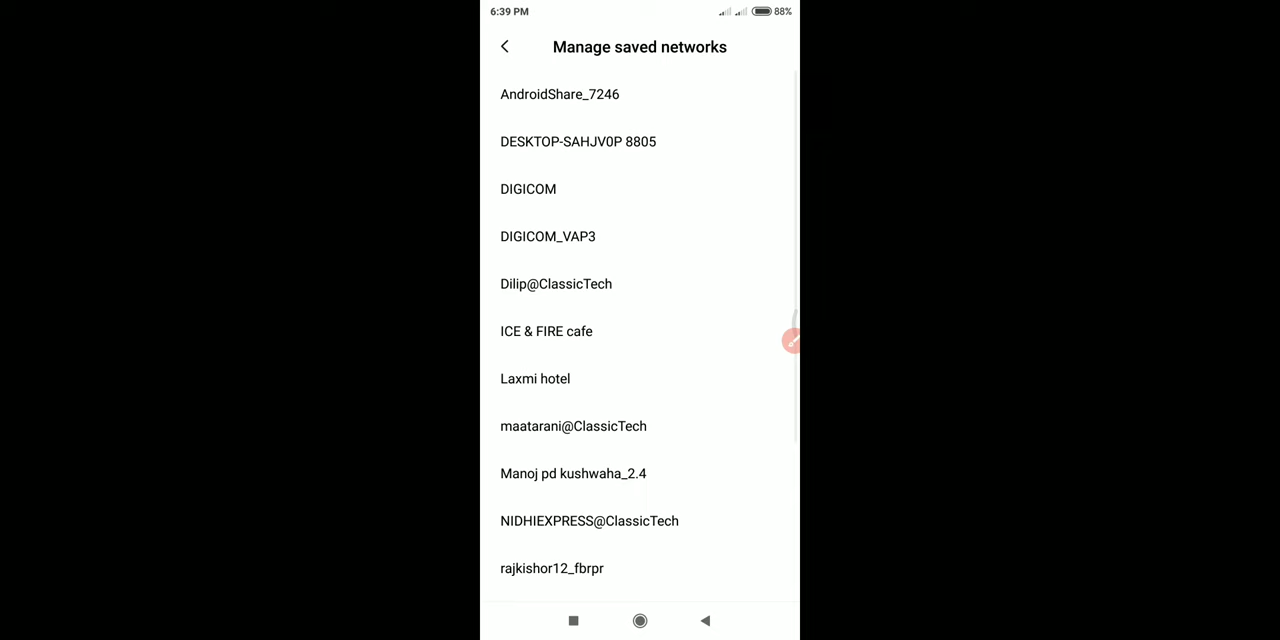 6:39 PM
88%
Manage saved networks
AndroidShare_7246
DESKTOP-SAHJV0P 8805
DIGICOM
DIGICOM_VAP3
Dilip@ClassicTech
ICE & FIRE cafe
Laxmi hotel
maatarani@ClassicTech
Manoj pd kushwaha_2.4
NIDHIEXPRESS@ClassicTech
rajkishor12_fbrpr